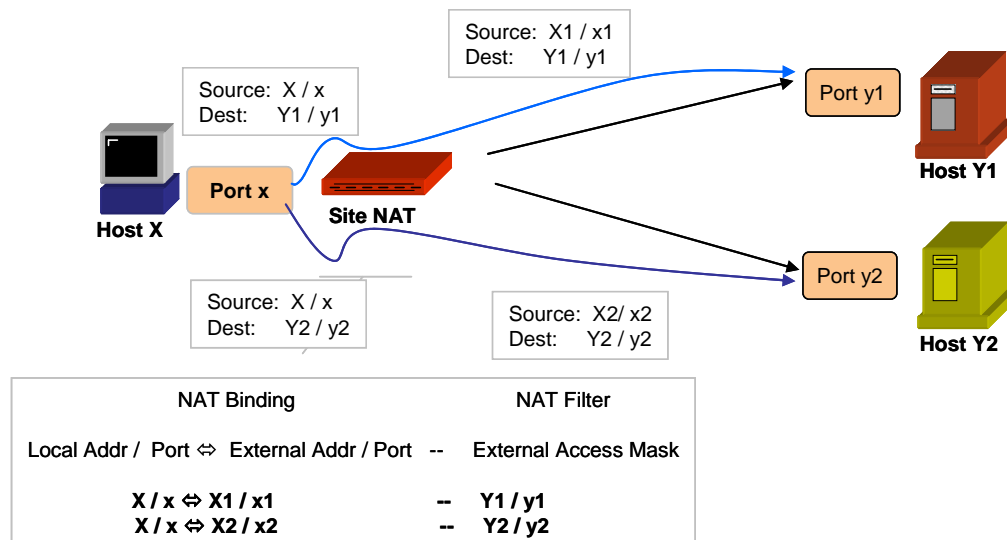 Source: X1 / x1
Dest: Y1 / y1
Source: X / x
Dest: Y1 / y1
Port y1
Host Y1
Port x
Host X
Site NAT
Port y2
Host Y2
Source: X / x
Dest: Y2 / y2
Source: X2/ x2
Dest: Y2 / y2
NAT Binding NAT Filter
Local Addr / Port ⇔ External Addr / Port -- External Access Mask
X / x ⇔ X1 / x1 -- Y1 / y1
X / x ⇔ X2 / x2 -- Y2 / y2